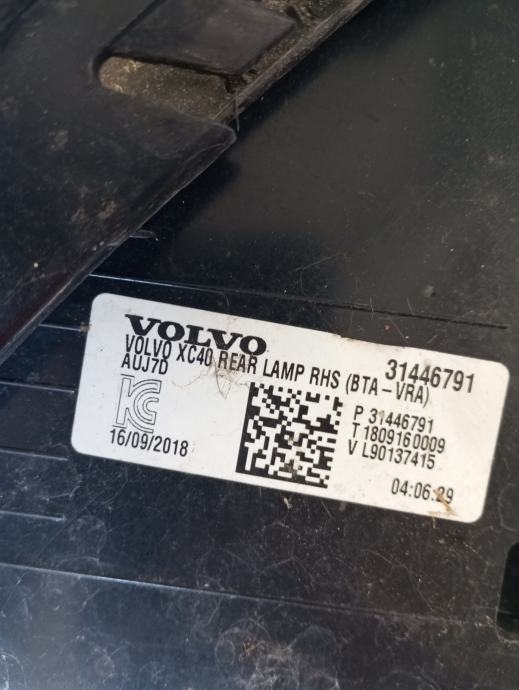 VOLVO
31446791
VOLVO XC40 REAR LAMP RHS (BTA-VRA)
AUJ7D
KC
P 31446791
T 1809160009
V L90137415
16/09/2018
04:06:29